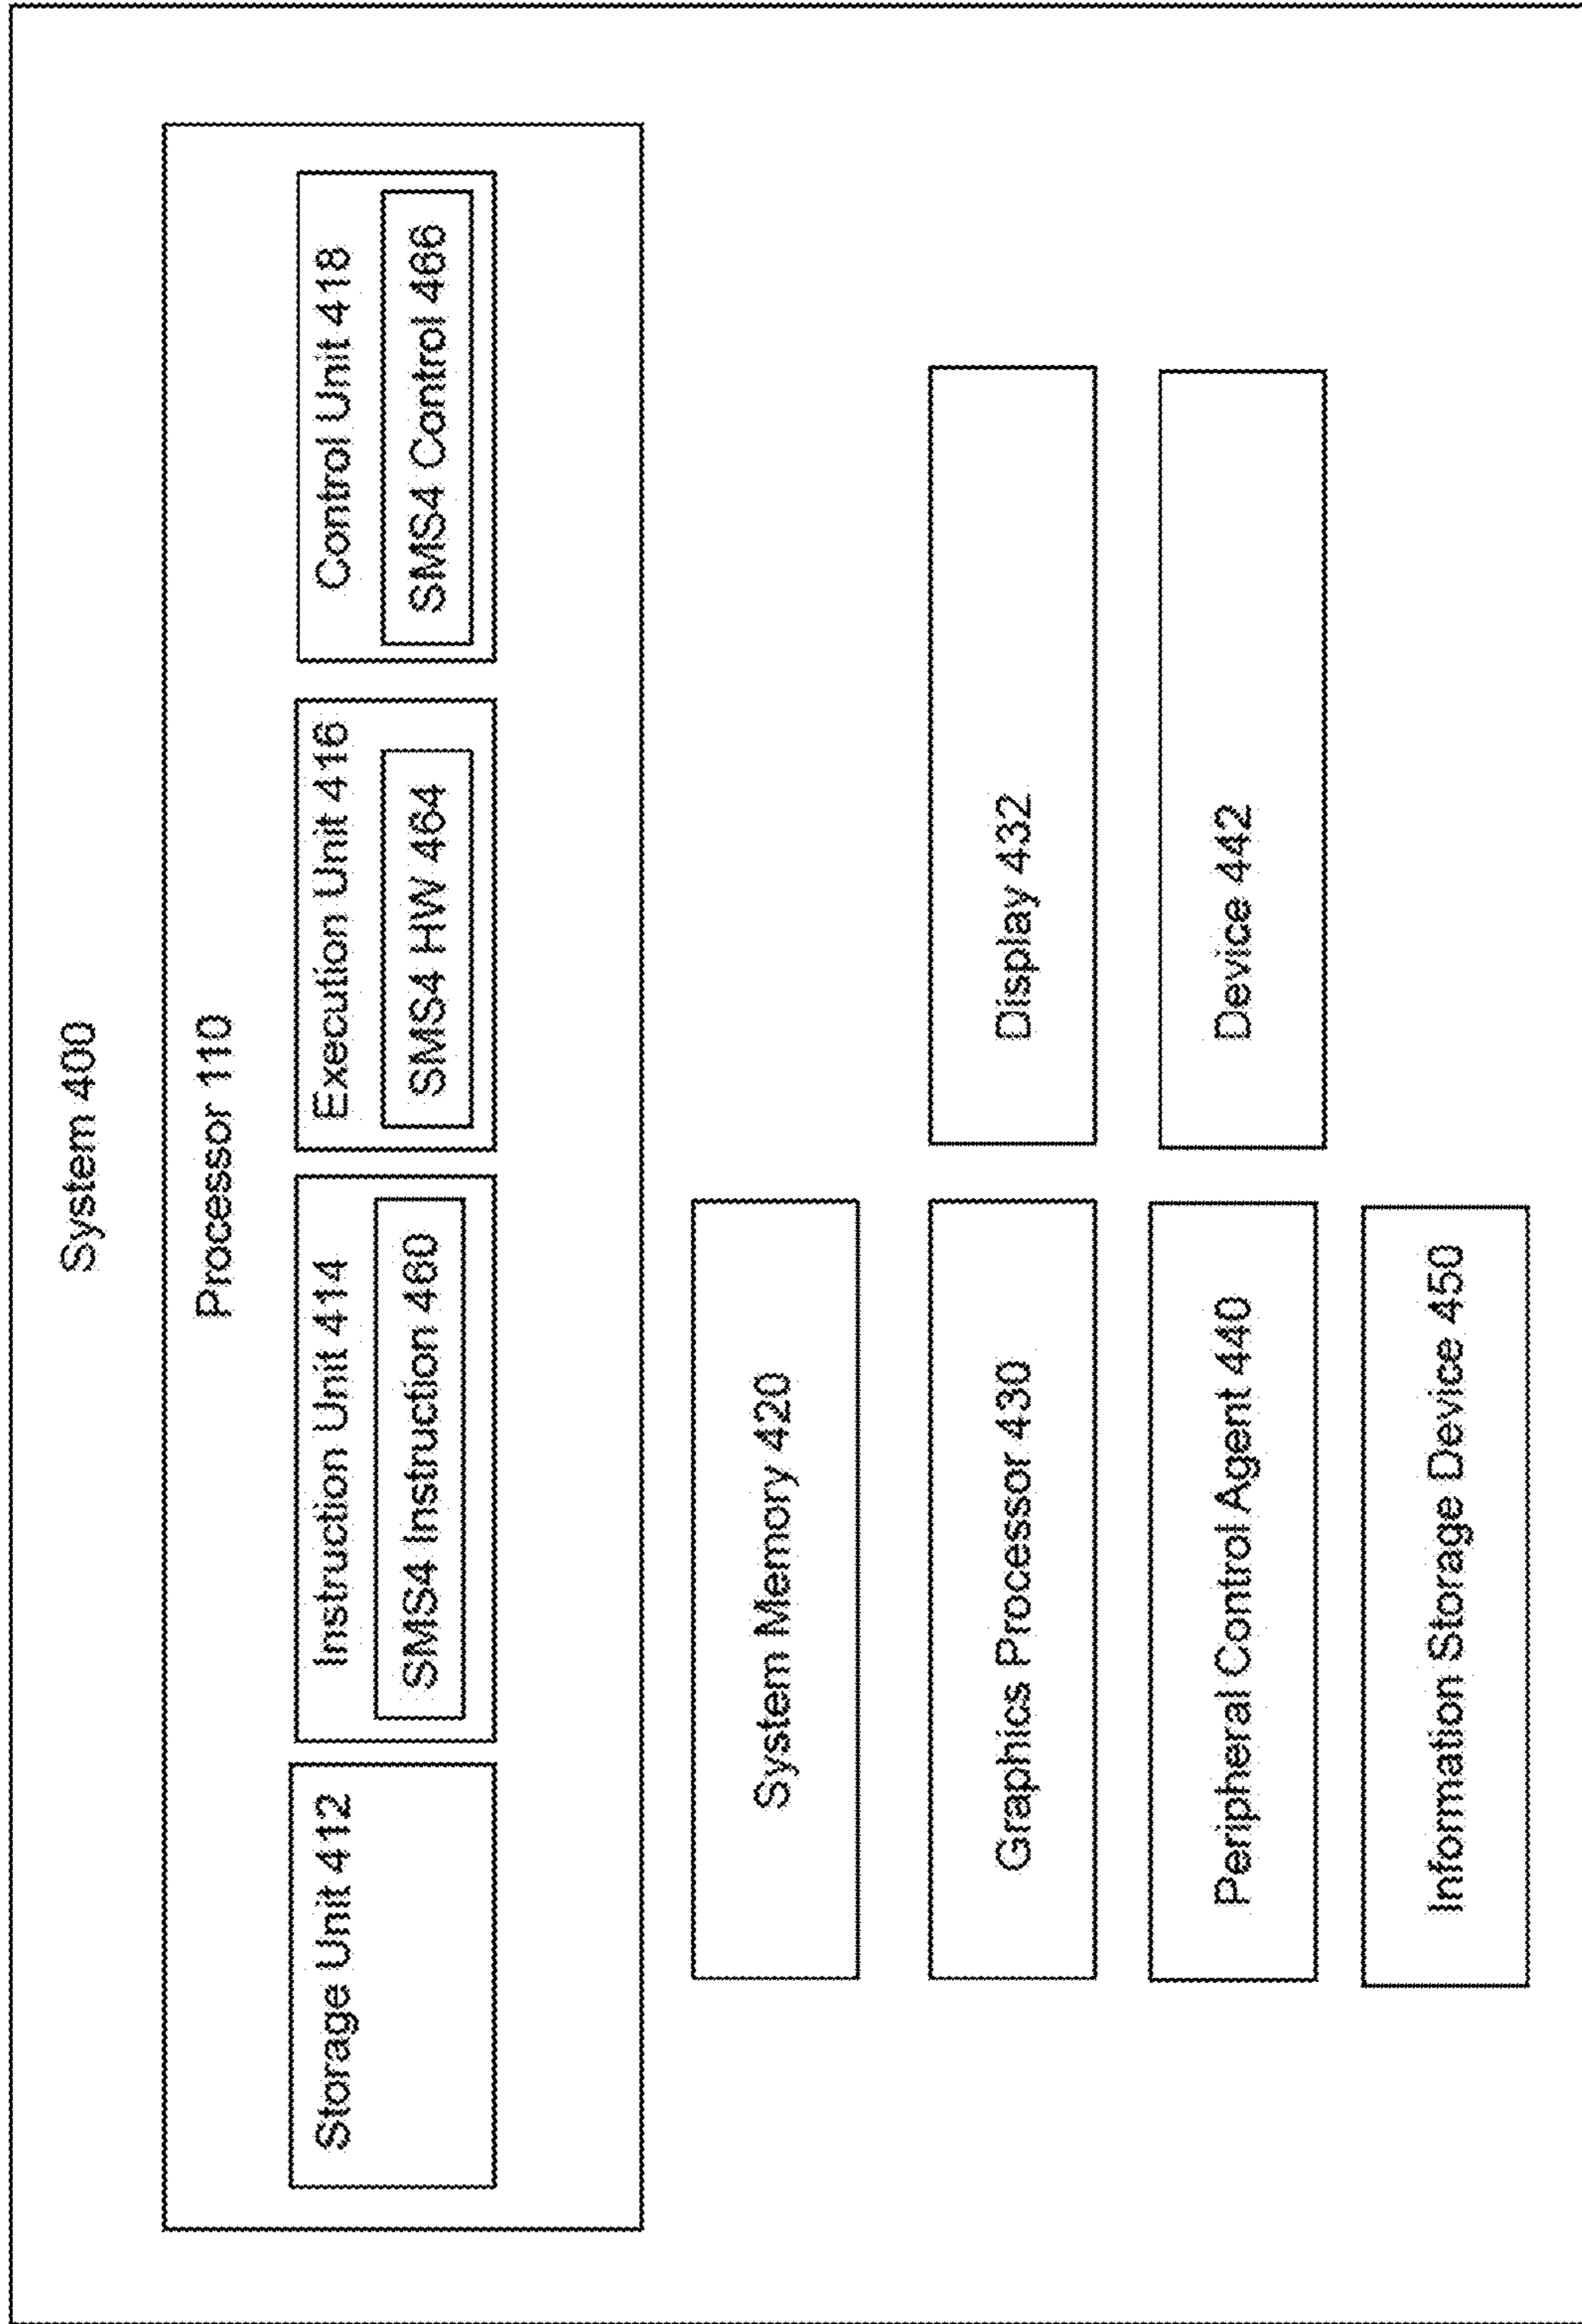 System 400
Processor 110
Storage Unit 412
Instruction Unit 414
SMS4 Instruction 460
Execution Unit 416
SMS4 HW 464
Control Unit 418
SMS4 Control 466
System Memory 420
Graphics Processor 430
Display 432
Peripheral Control Agent 440
Device 442
Information Storage Device 450